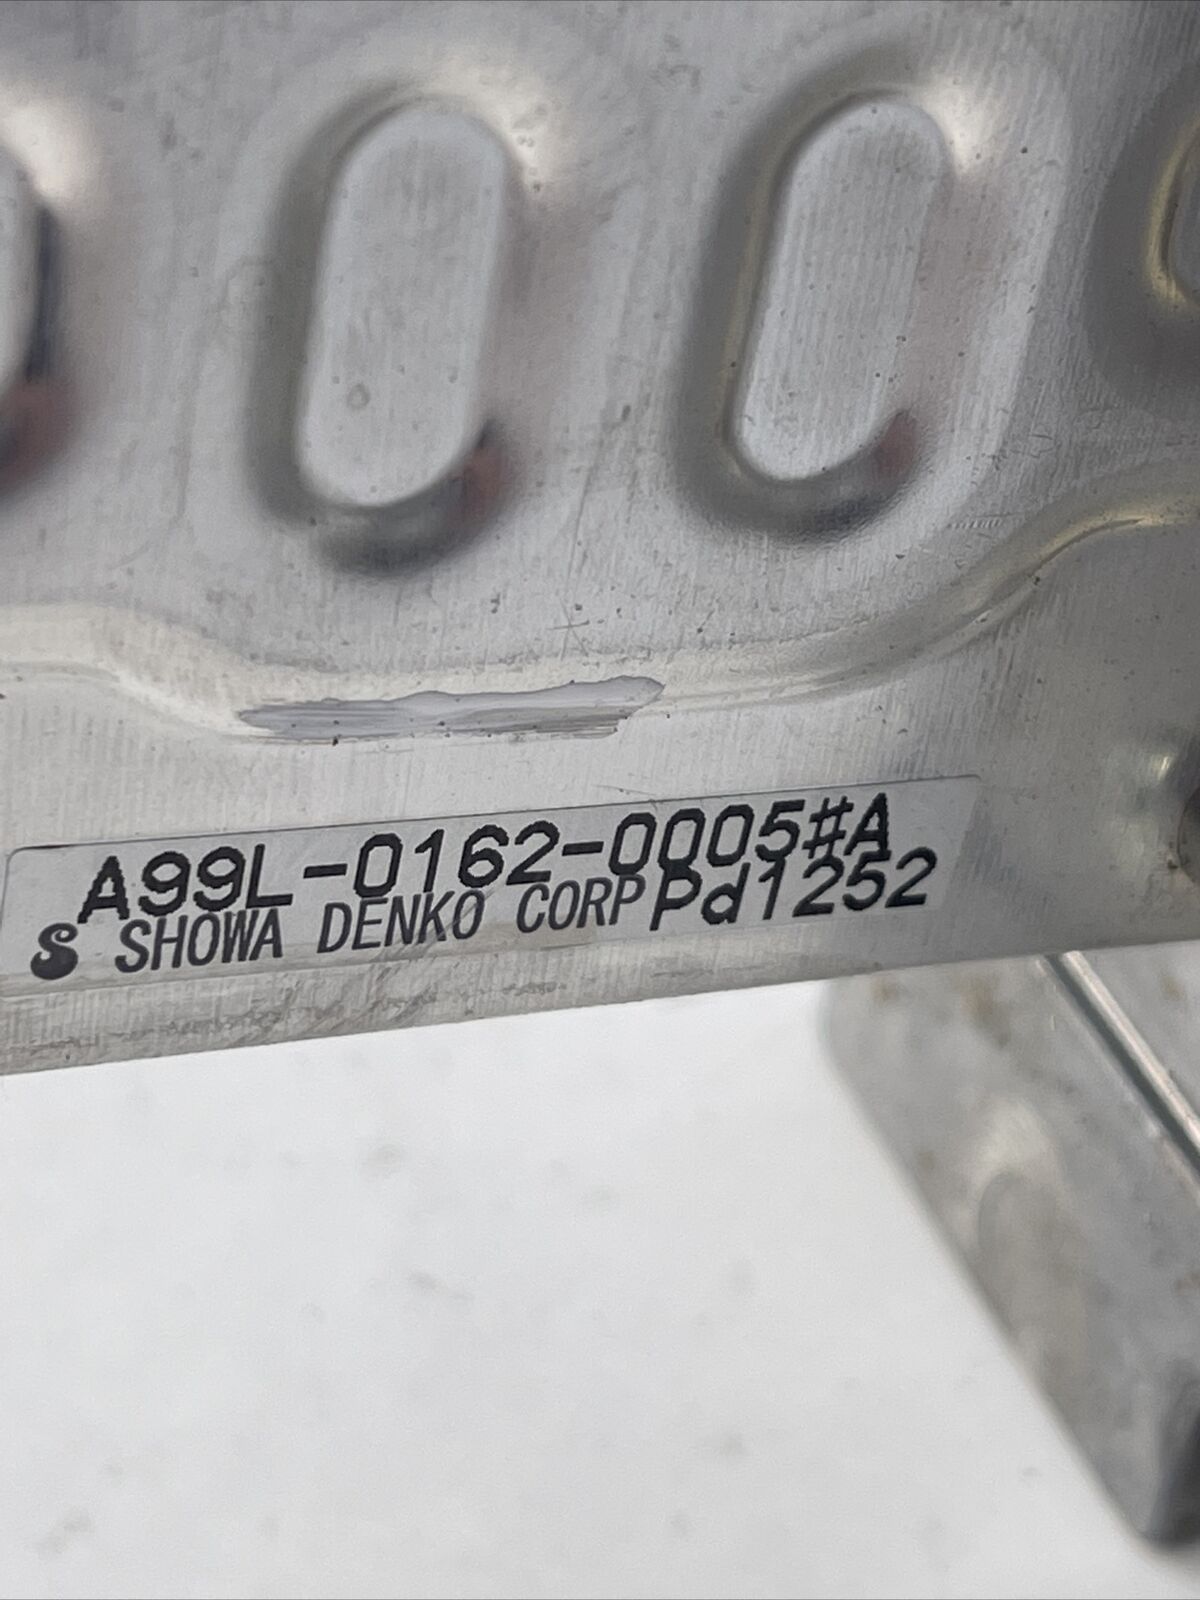 A99L-0162-0005#A
S SHOWA DENKO CORP Pd1252